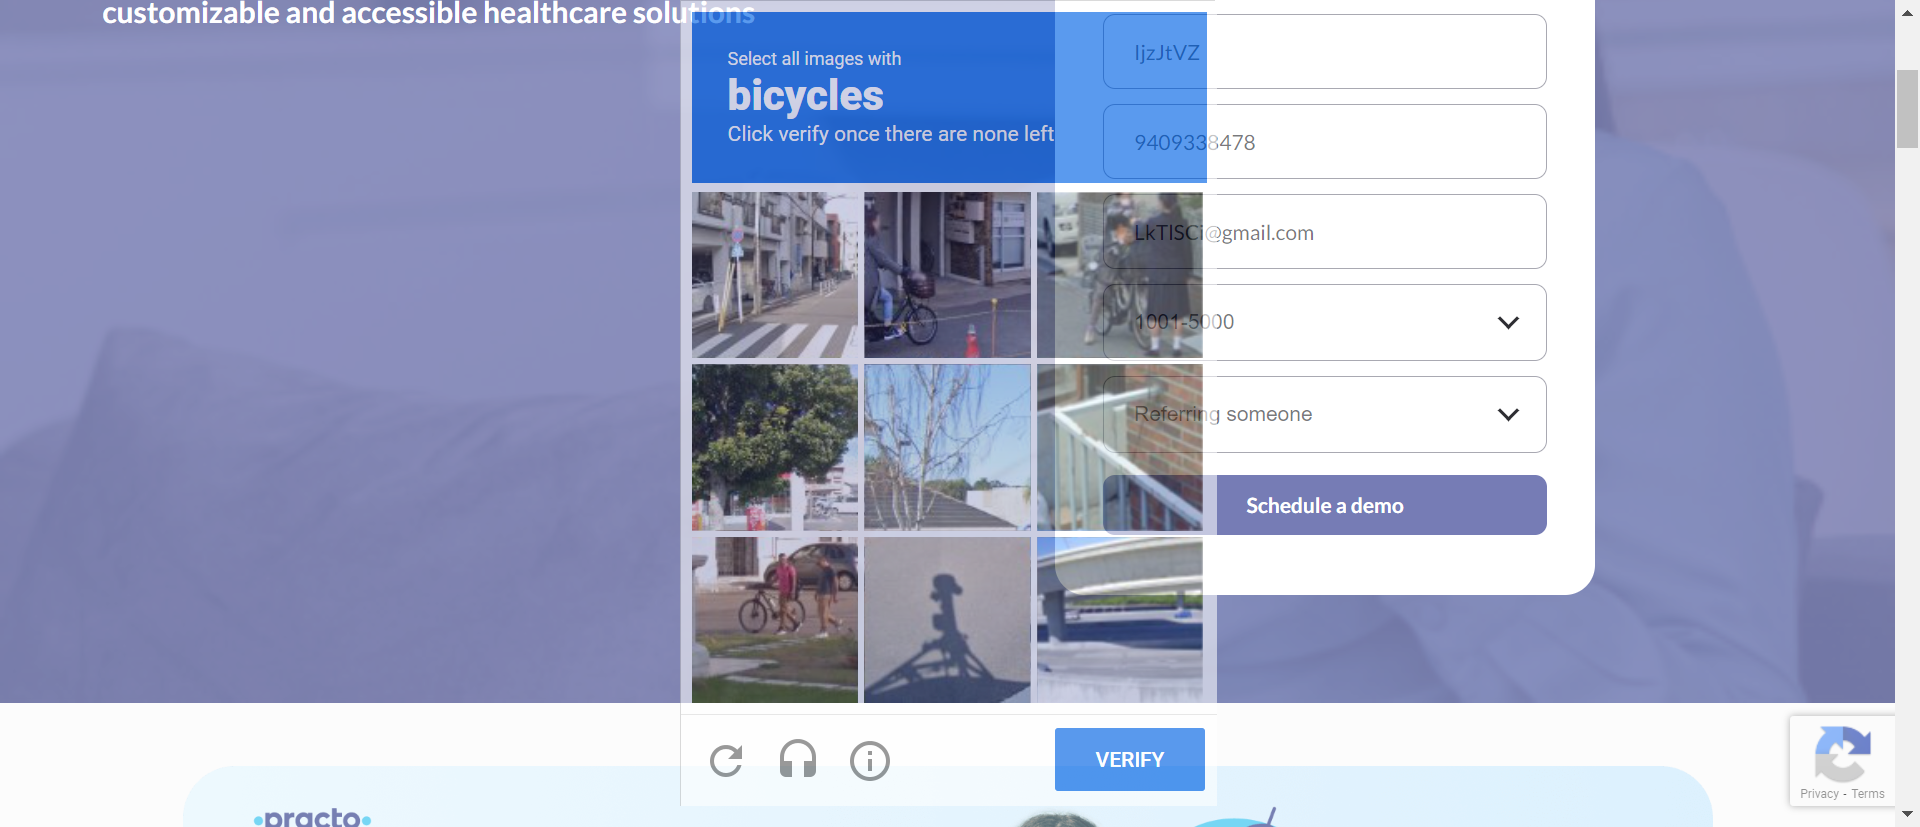 customizable and accessible healthcare solutions
Select all images with
bicycles
Click verify once there are none left
IjzJtVZ
9409338478
LkTlSCi@gmail.com
1001-5000
Referring someone
Schedule a demo
VERIFY
Privacy - Terms
practo